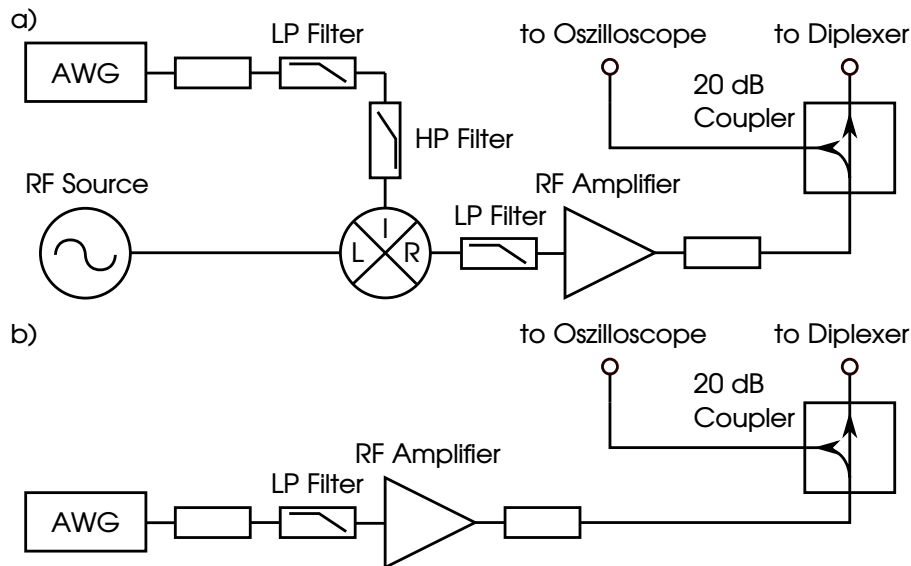 a)
LP Filter
to Oszilloscope
to Diplexer
AWG
20 dB
Coupler
HP Filter
RF Source
RF Amplifier
LP Filter
I
L
R
b)
to Oszilloscope
to Diplexer
20 dB
Coupler
RF Amplifier
LP Filter
AWG